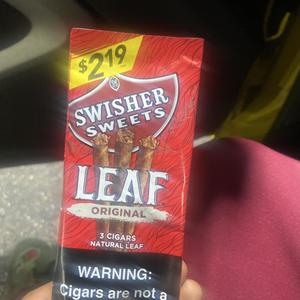 $2.19
SWISHER
SWEETS
LEAF
ORIGINAL
3 CIGARS
NATURAL LEAF
WARNING:
Cigars are not a